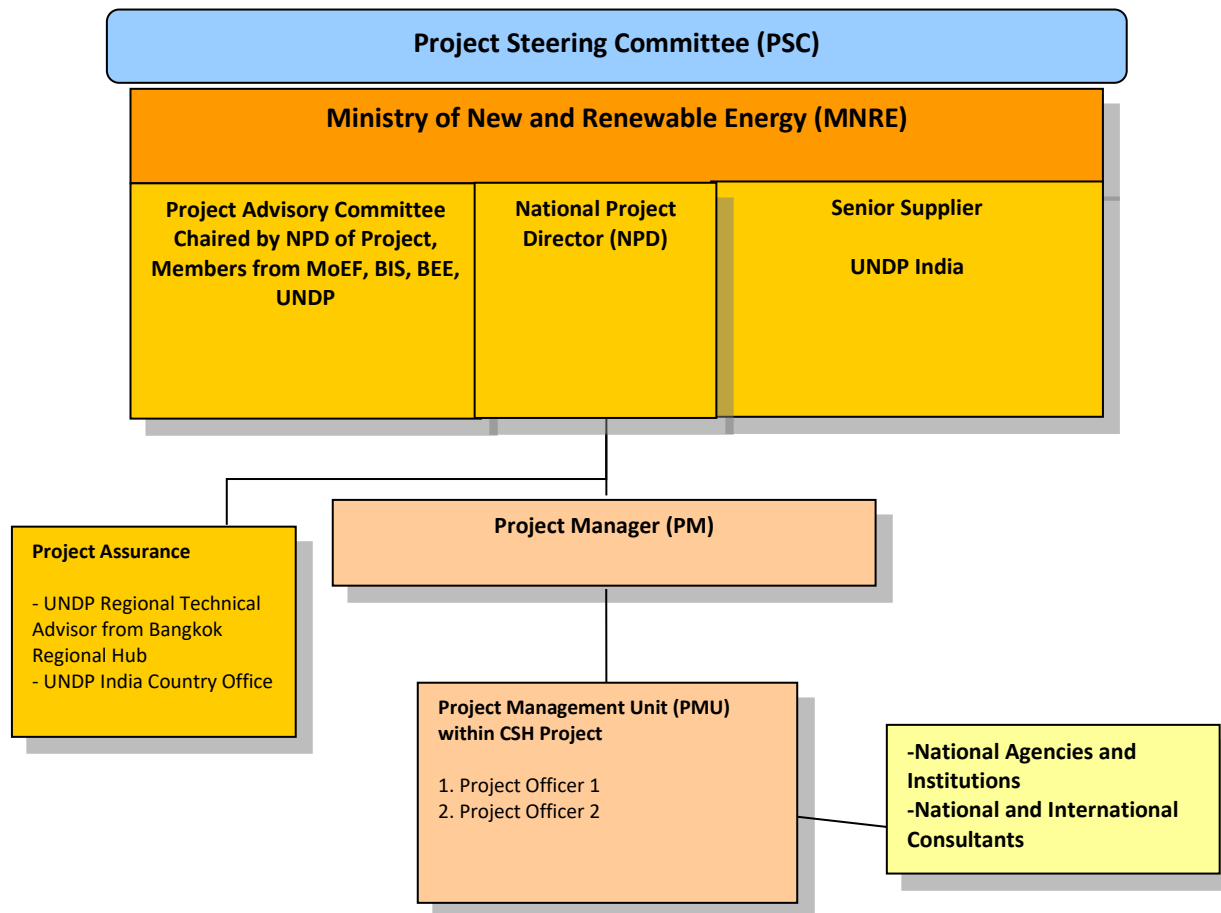 Project Steering Committee (PSC)
Ministry of New and Renewable Energy (MNRE)
Project Advisory Committee
Chaired by NPD of Project,
Members from MoEF, BIS, BEE,
UNDP
National Project
Director (NPD)
Senior Supplier
UNDP India
Project Manager (PM)
Project Assurance
- UNDP Regional Technical
Advisor from Bangkok
Regional Hub
- UNDP India Country Office
Project Management Unit (PMU)
within CSH Project
1. Project Officer 1
2. Project Officer 2
-National Agencies and
Institutions
-National and International
Consultants